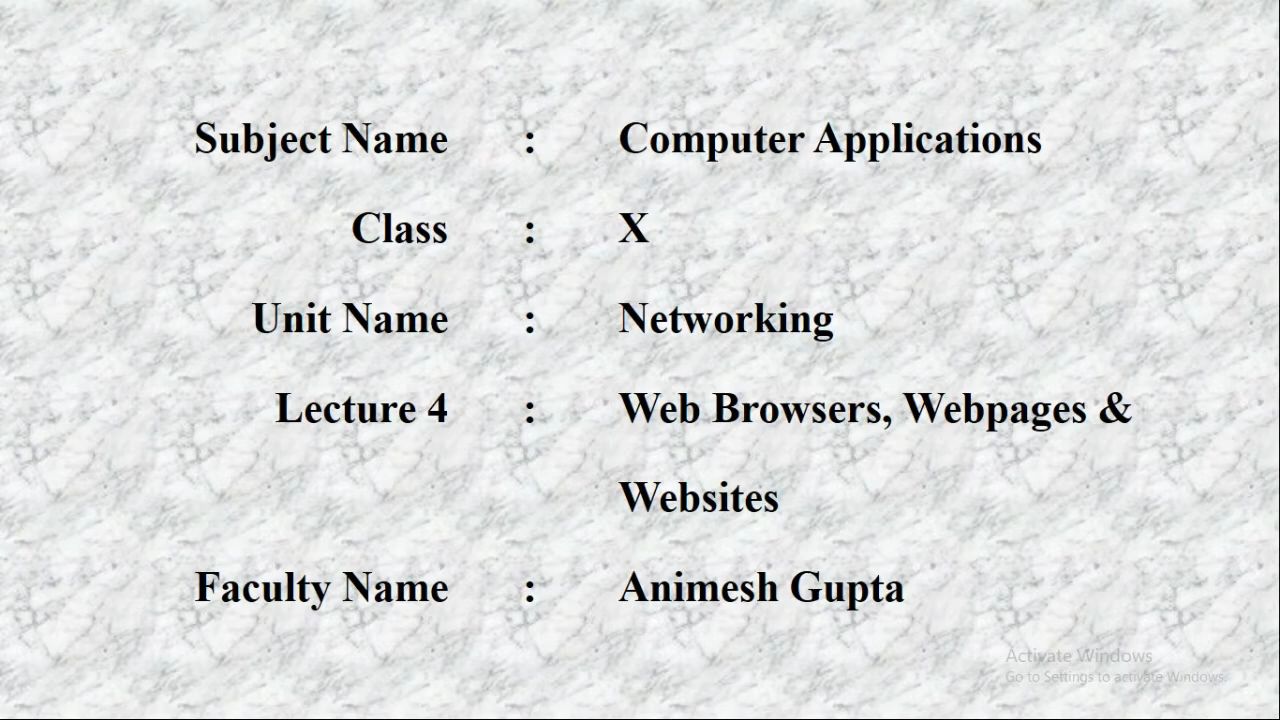 Subject Name : Computer Applications
Class : X
Unit Name : Networking
Lecture 4 : Web Browsers, Webpages &
Websites
Faculty Name : Animesh Gupta
Activate Windows
Go to Settings to activate Windows.